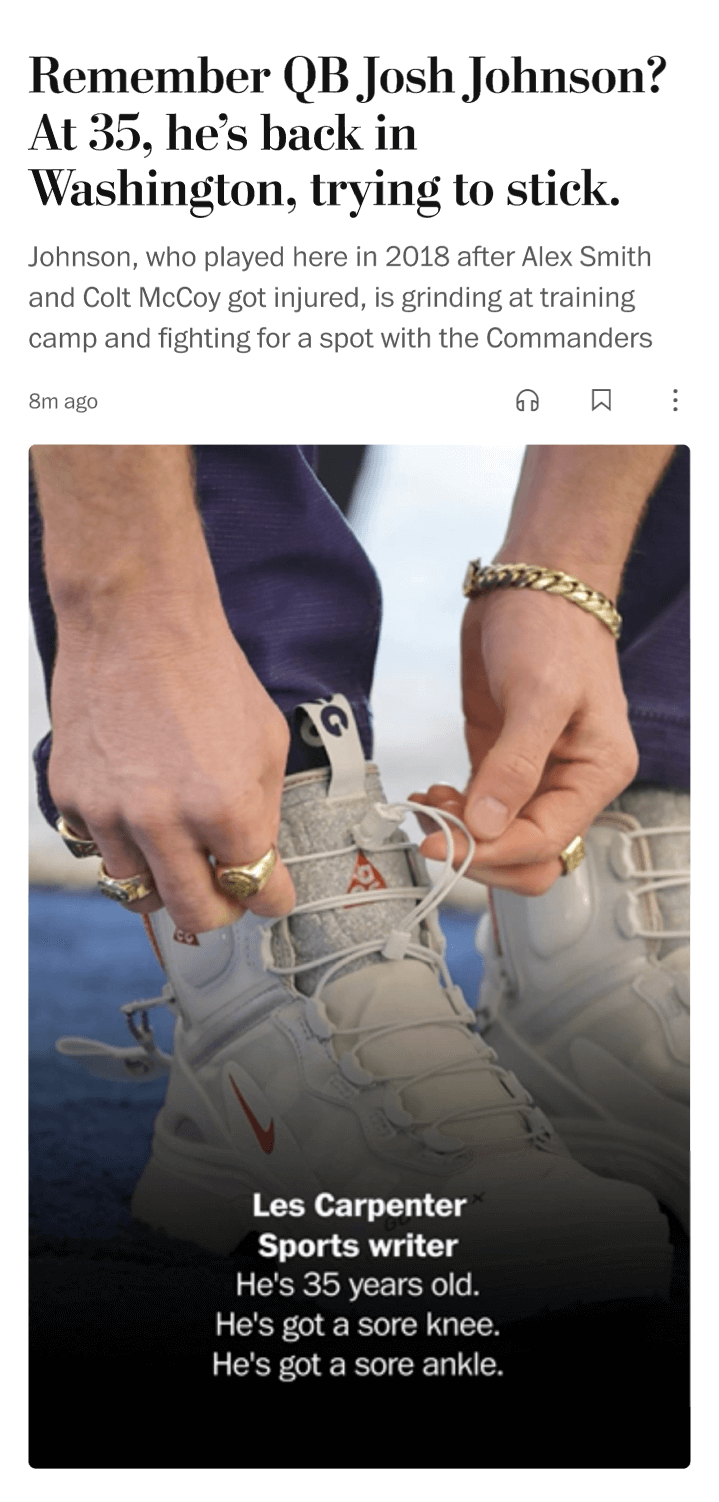 Remember QB Josh Johnson?
At 35, he’s back in
Washington, trying to stick.
Johnson, who played here in 2018 after Alex Smith
and Colt McCoy got injured, is grinding at training
camp and fighting for a spot with the Commanders
8m ago
Les Carpenter
Sports writer
He's 35 years old.
He's got a sore knee.
He's got a sore ankle.